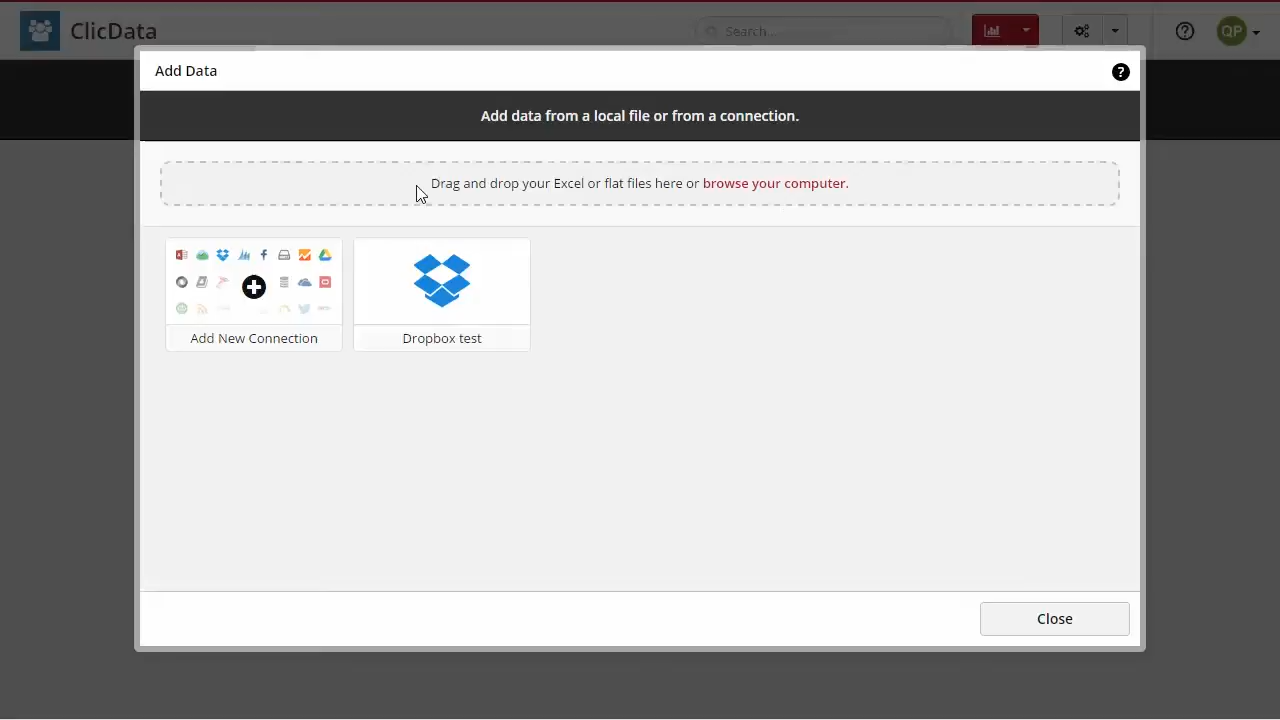 ClicData
Search...
QP
Add Data
?
Add data from a local file or from a connection.
Drag and drop your Excel or flat files here or browse your computer.
Add New Connection
Dropbox test
Close